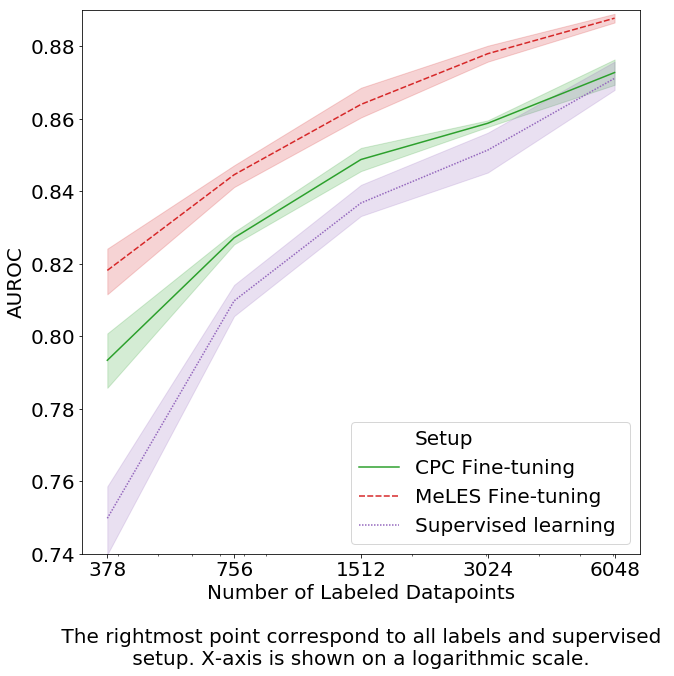 0.88
0.86
0.84
0.82
0.80
0.78
0.76
0.74
AUROC
Setup
CPC Fine-tuning
MeLES Fine-tuning
Supervised learning
378 756 1512 3024 6048
Number of Labeled Datapoints
The rightmost point correspond to all labels and supervised
setup. X-axis is shown on a logarithmic scale.